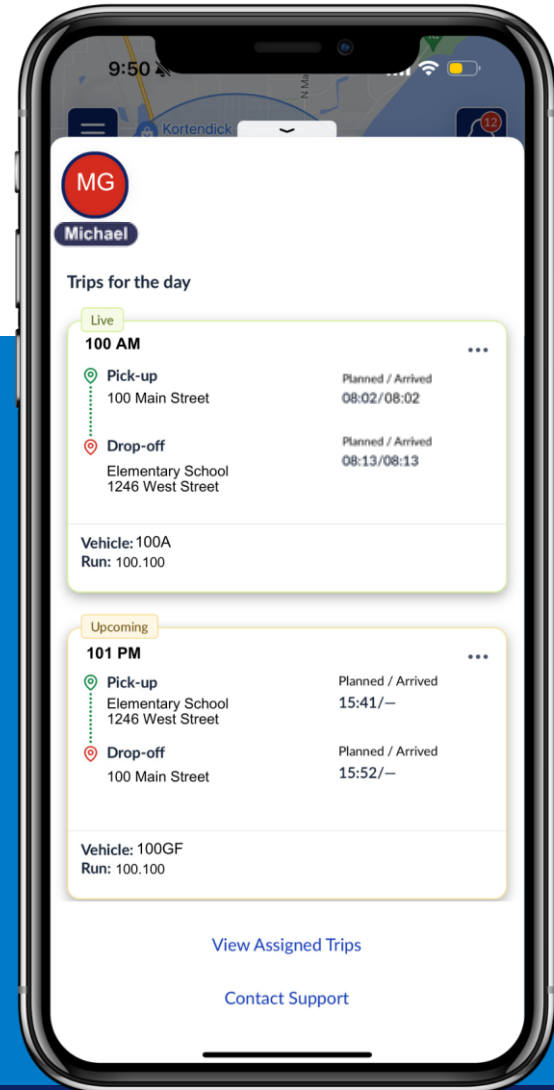 9:50
N Ma
Kortendick
12
MG
Michael
Trips for the day
Live
100 AM
Pick-up
Planned / Arrived
100 Main Street
08:02/08:02
Drop-off
Planned / Arrived
08:13/08:13
Elementary School
1246 West Street
Vehicle: 100A
Run: 100.100
Upcoming
101 PM
Pick-up
Planned / Arrived
Elementary School
15:41/—
1246 West Street
Drop-off
Planned / Arrived
100 Main Street
15:52/—
Vehicle: 100GF
Run: 100.100
View Assigned Trips
Contact Support